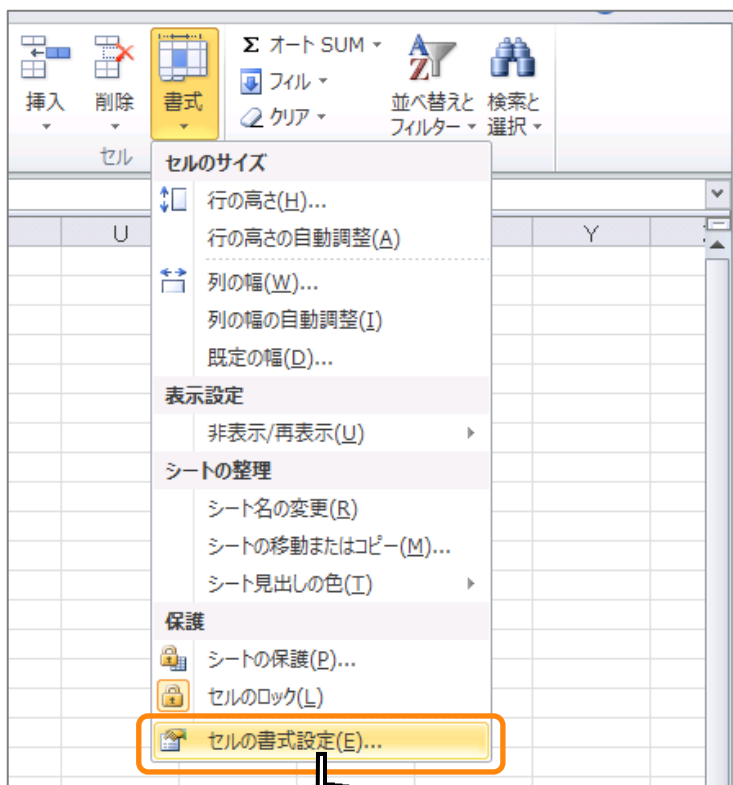 Σ オート SUM
フィル
クリア
挿入 削除 書式
並べ替えと フィルター
検索と 選択
セル
U
Y
セルのサイズ
行の高さ(H)...
行の高さの自動調整(A)
列の幅(W)...
列の幅の自動調整(I)
既定の幅(D)...
表示設定
非表示/再表示(U)
シートの整理
シート名の変更(R)
シートの移動またはコピー(M)...
シート見出しの色(T)
保護
シートの保護(P)...
セルのロック(L)
セルの書式設定(E)...